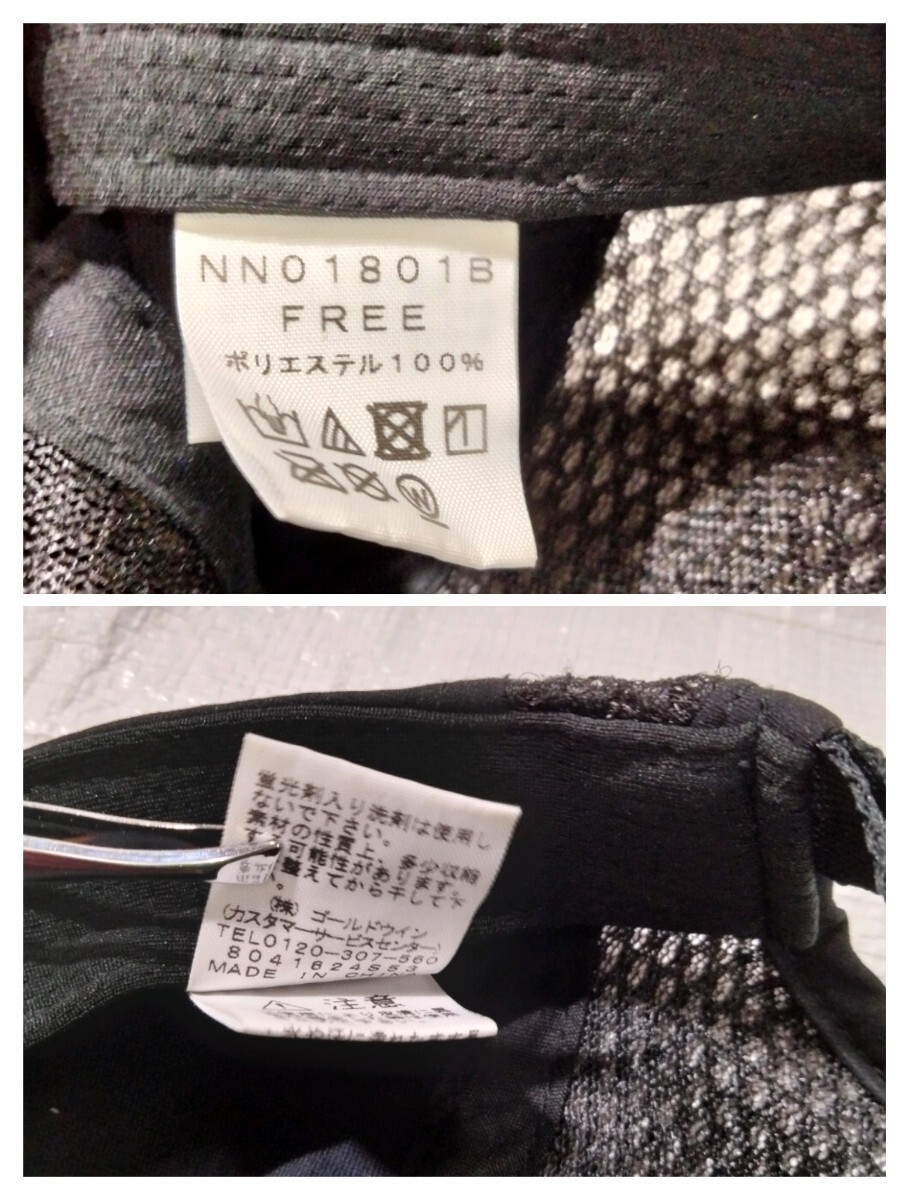 NN01801B
FREE
ポリエステル100%
蛍光剤入り洗剤は使用し
ないで下さい。
素材の性質上、多少収縮
する可能性があります。
整えてから干して
。
(株) ゴールドウイン
(カスタマーサービスセンター)
TEL0120-307-560
MADE IN CHINA
注意